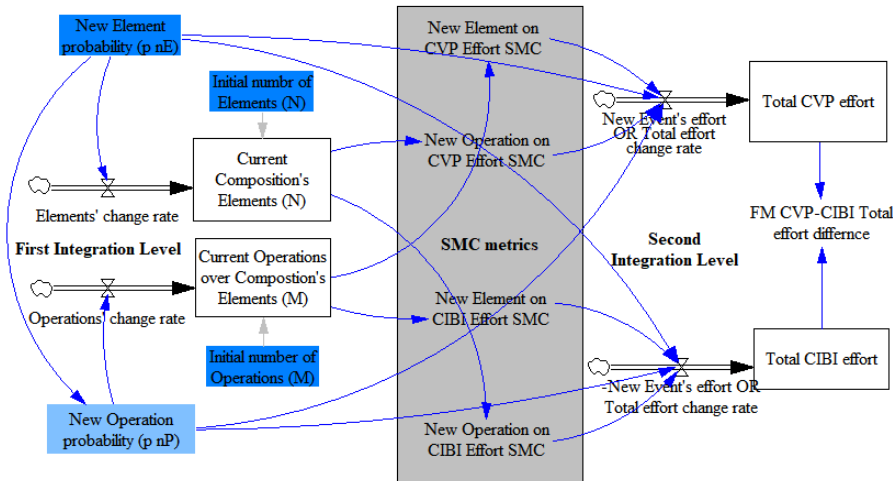 New Element
probability (p nE)
Initial numbr of
Elements (N)
New Element on
CVP Effort SMC
New Event's effort
OR Total effort
change rate
Total CVP effort
Current
Composition's
Elements (N)
New Operation on
CVP Effort SMC
Elements' change rate
FM CVP-CIBI Total
effort differnce
First Integration Level
Current Operations
over Compostion's
Elements (M)
SMC metrics
Second
Integration Level
Operations' change rate
New Element on
CIBI Effort SMC
Initial number of
Operations (M)
-New Event's effort OR
Total effort change rate
Total CIBI effort
New Operation
probability (p nP)
New Operation on
CIBI Effort SMC